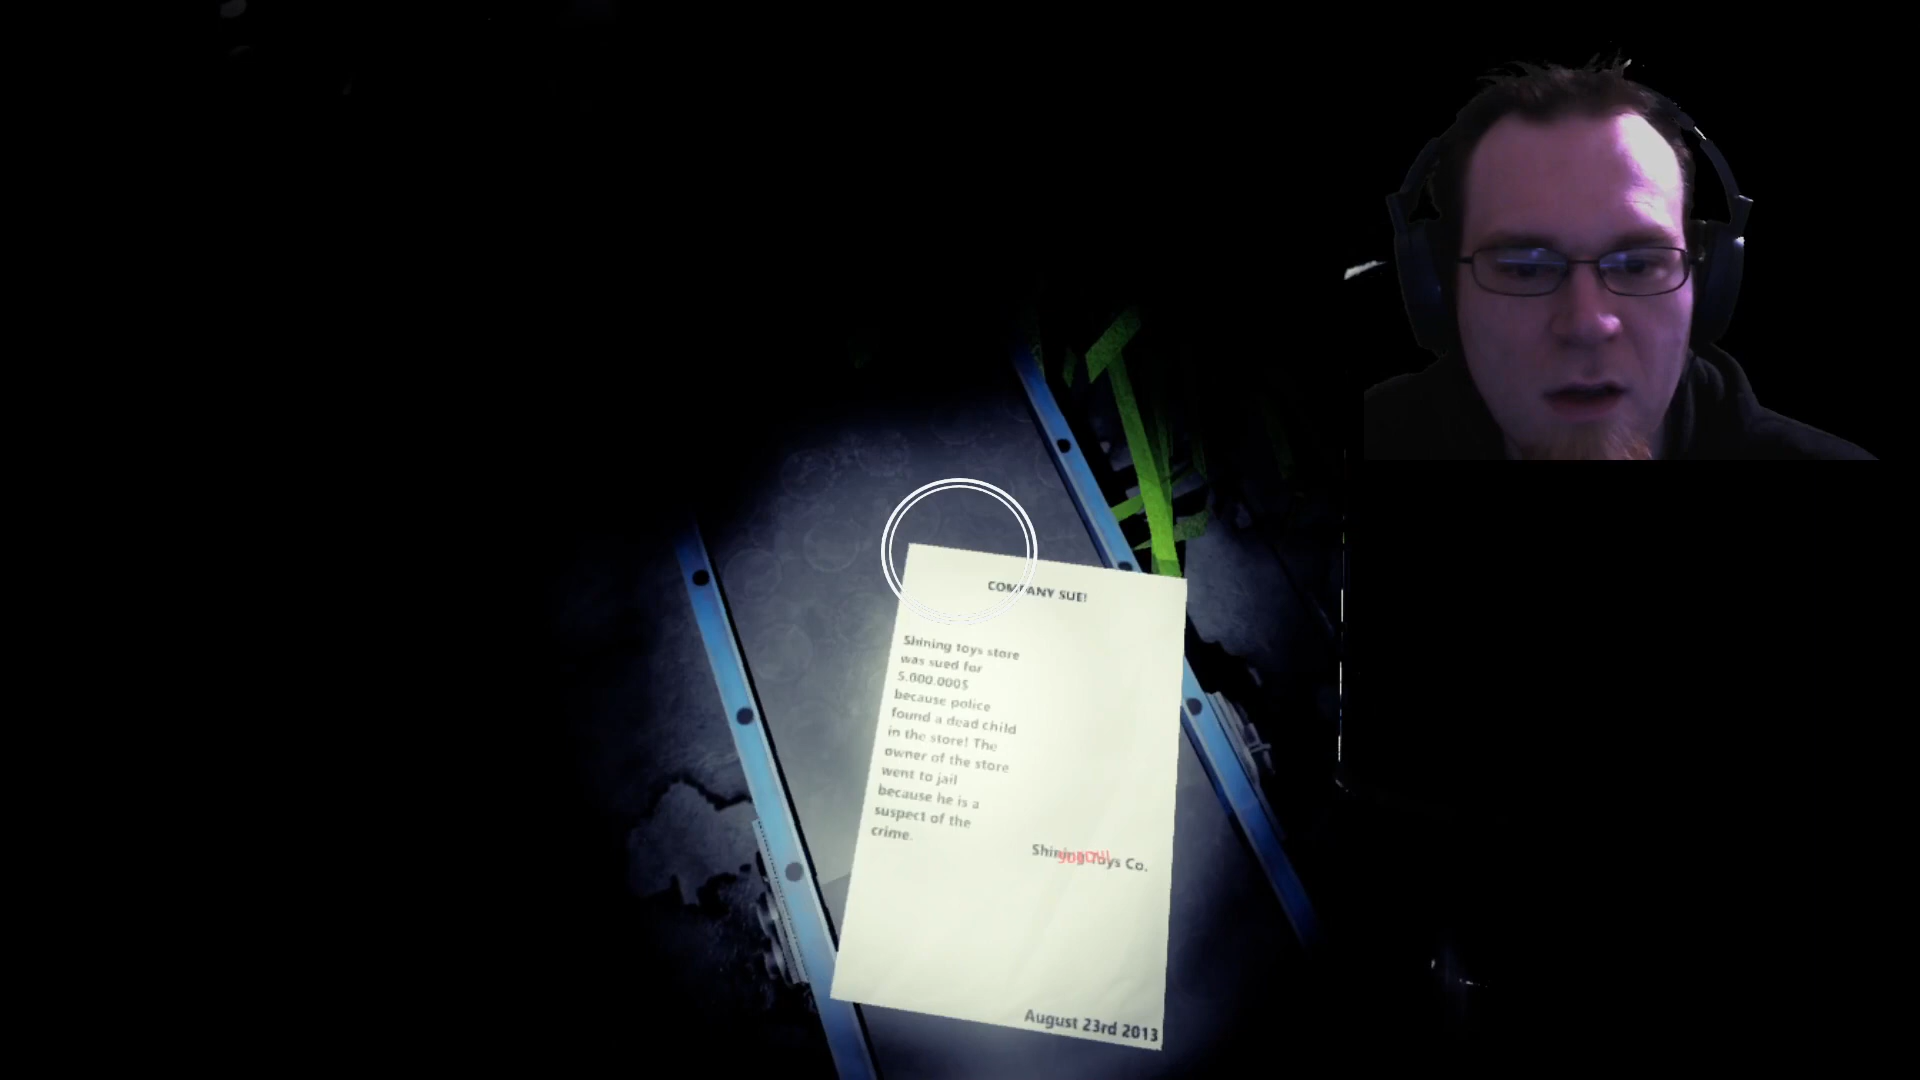 COMPANY SUE!
Shining toys store
was sued for
5.000.000$
because police
found a dead child
in the store! The
owner of the store
went to jail
because he is a
suspect of the
crime.
Shining Toys Co.
August 23rd 2013